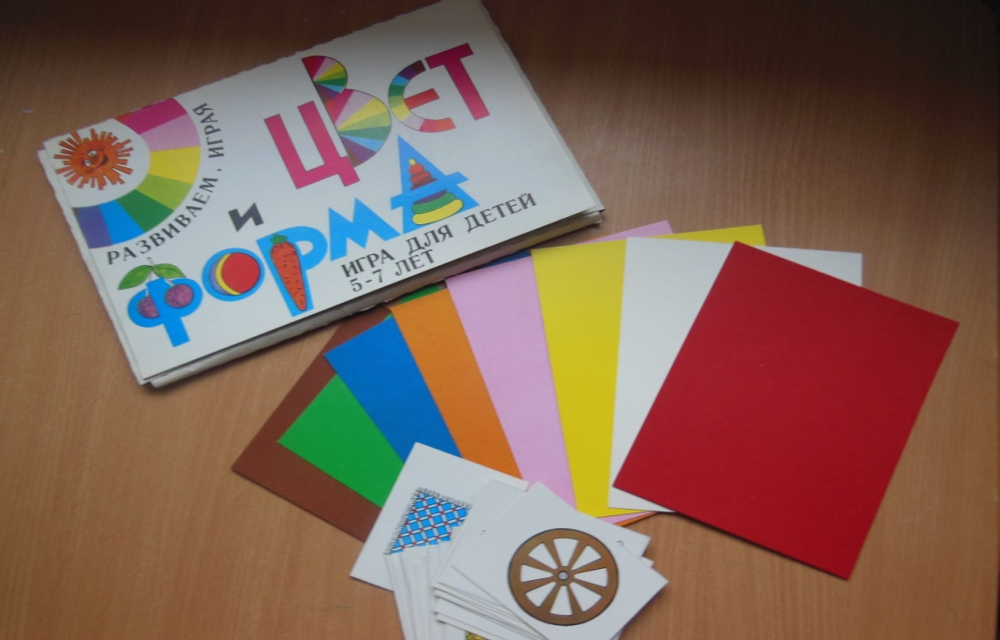 РАЗВИВАЕМ, ИГРАЯ
ЦВЕТ
И
ФОРМА
ИГРА ДЛЯ ДЕТЕЙ
5-7 ЛЕТ